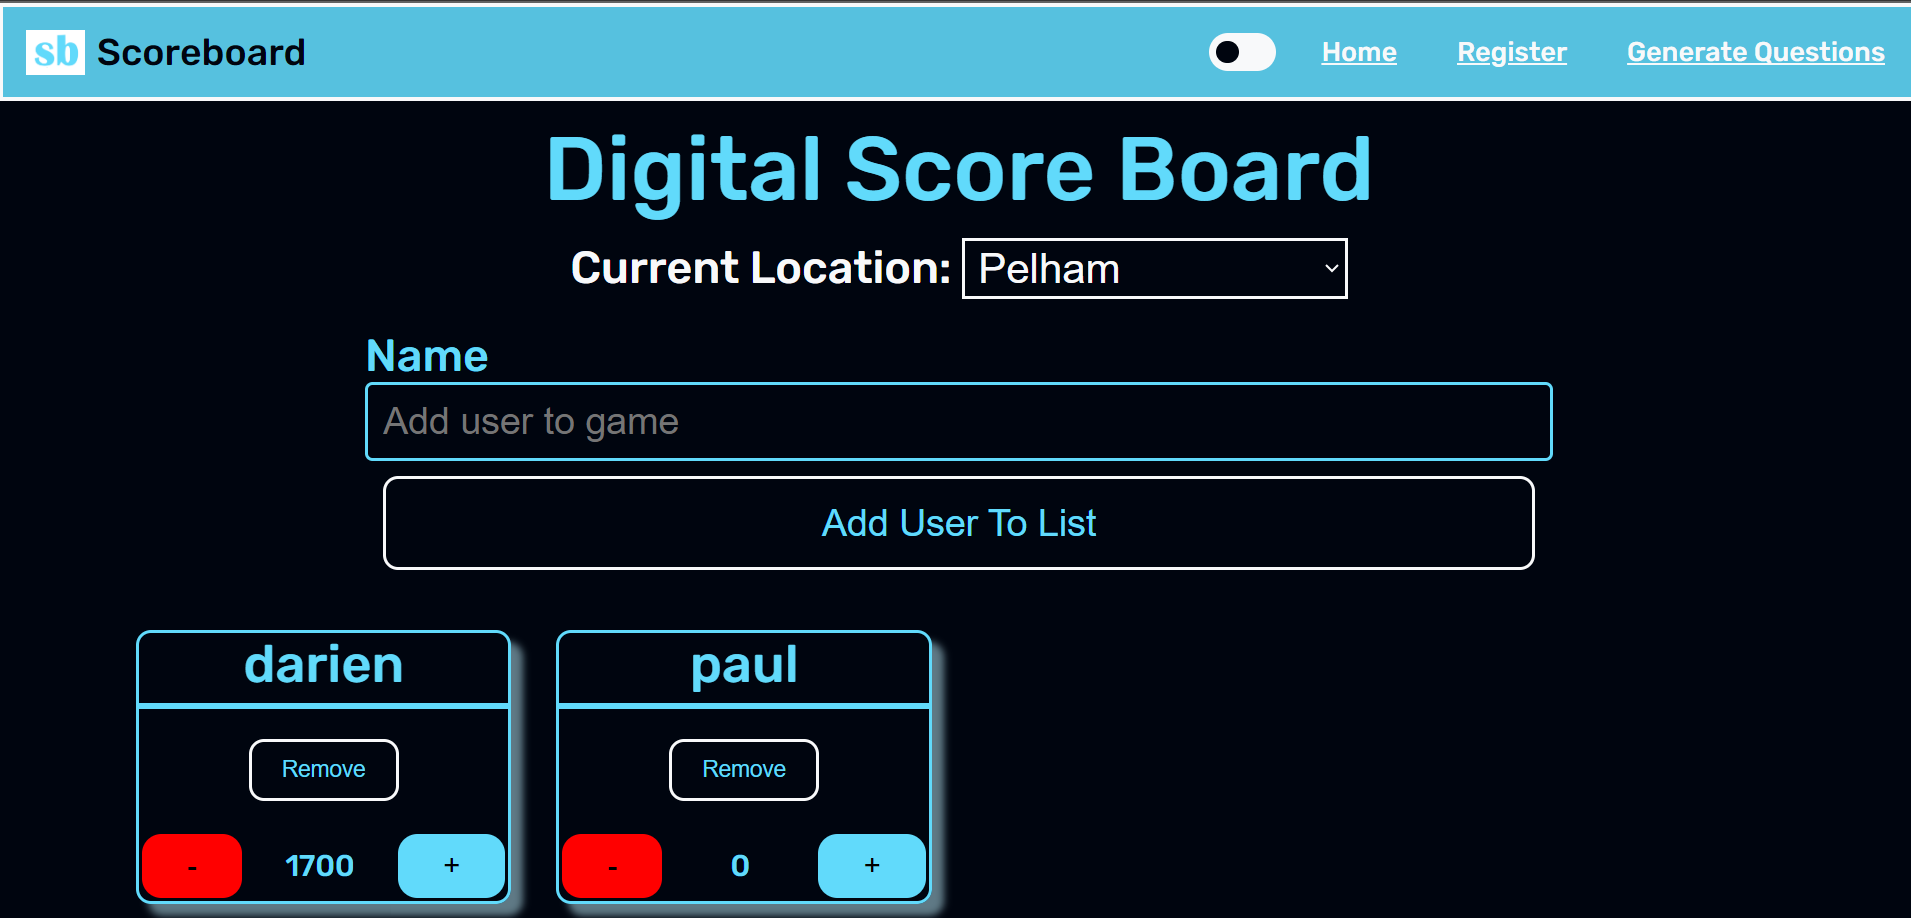 sb Scoreboard Home Register Generate Questions
Digital Score Board
Current Location: Pelham
Name
Add user to game
Add User To List
darien paul
Remove Remove
- 1700 + - 0 +